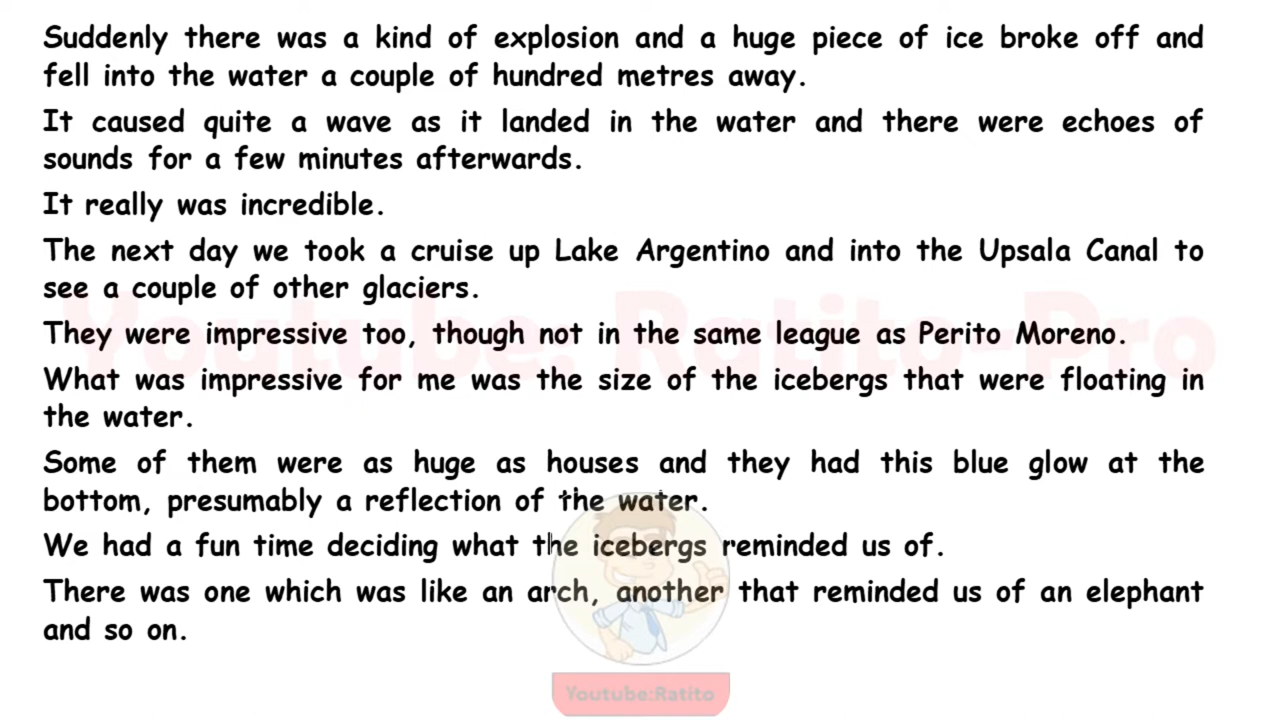 Suddenly there was a kind of explosion and a huge piece of ice broke off and
fell into the water a couple of hundred metres away.
It caused quite a wave as it landed in the water and there were echoes of
sounds for a few minutes afterwards.
It really was incredible.
The next day we took a cruise up Lake Argentino and into the Upsala Canal to
see a couple of other glaciers.
Youtube: Ratito-Pro
They were impressive too, though not in the same league as Perito Moreno.
What was impressive for me was the size of the icebergs that were floating in
the water.
Some of them were as huge as houses and they had this blue glow at the
bottom, presumably a reflection of the water.
We had a fun time deciding what the icebergs reminded us of.
There was one which was like an arch, another that reminded us of an elephant
and so on.
Youtube:Ratito